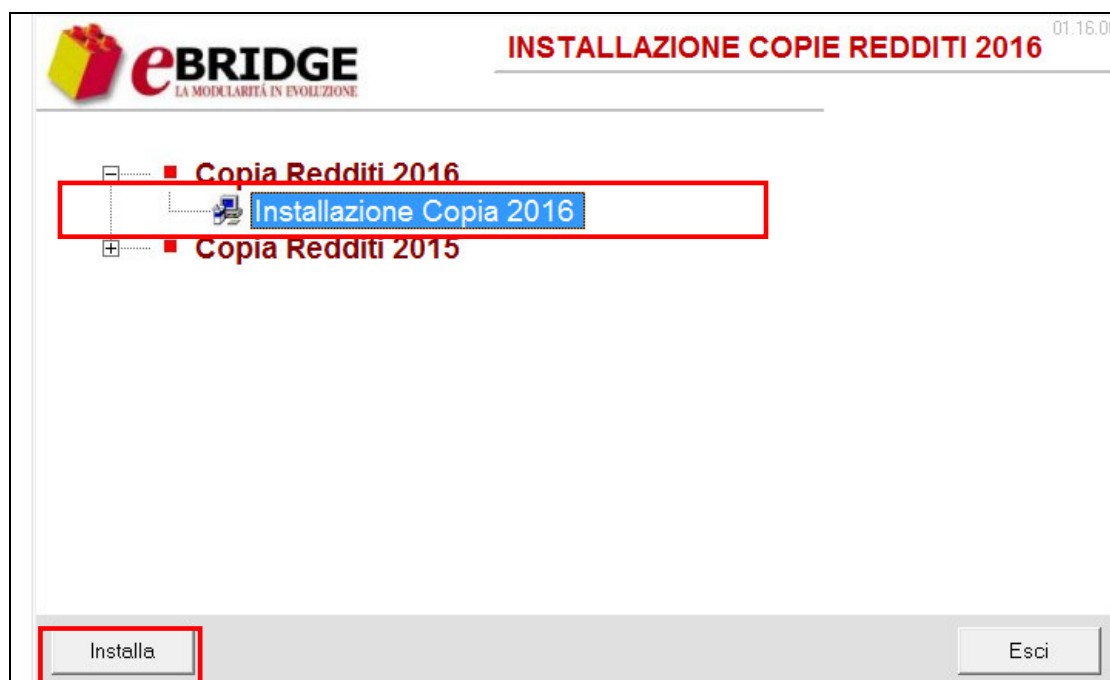 eBRIDGE
LA MODULARITÁ IN EVOLUZIONE
INSTALLAZIONE COPIE REDDITI 2016
Copia Redditi 2016
Installazione Copia 2016
Copia Redditi 2015
Installa
Esci